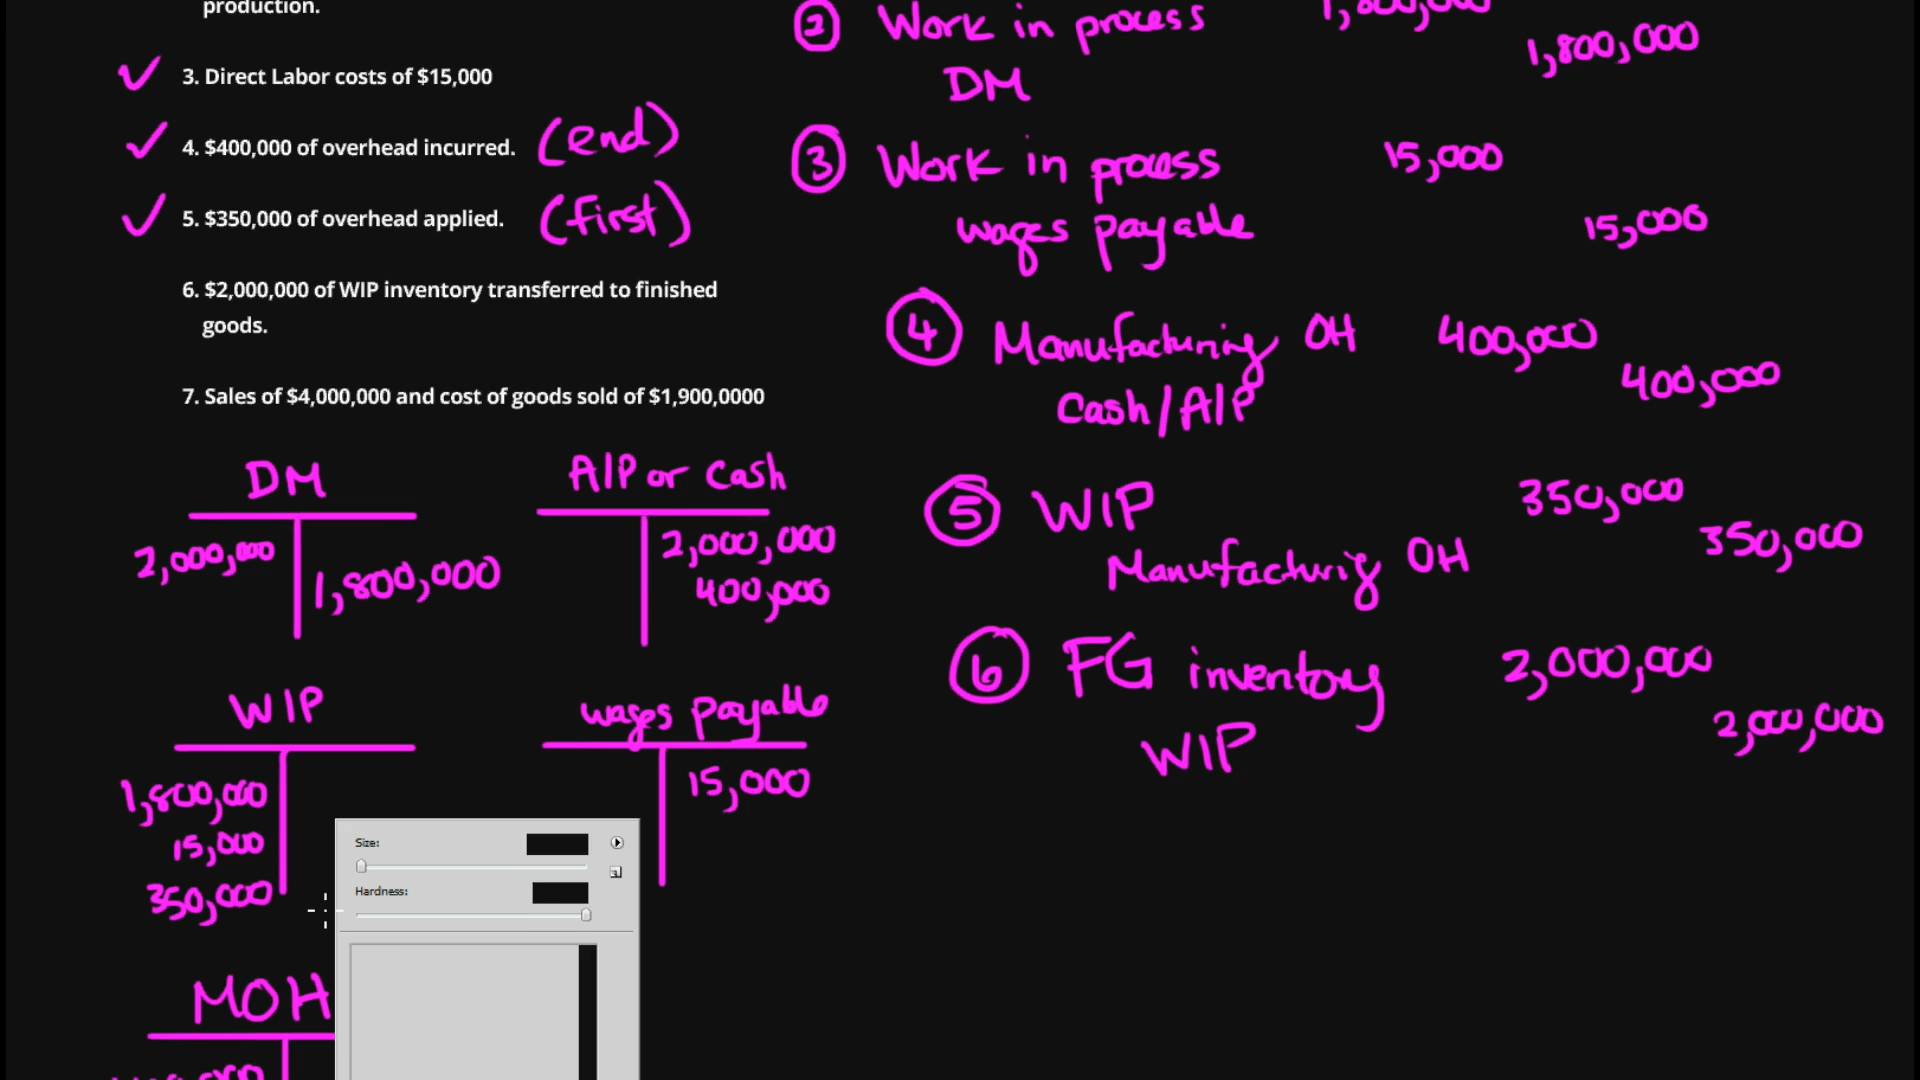 production.
3. Direct Labor costs of $15,000
4. $400,000 of overhead incurred. (end)
5. $350,000 of overhead applied. (first)
6. $2,000,000 of WIP inventory transferred to finished
goods.
7. Sales of $4,000,000 and cost of goods sold of $1,900,0000
DM
2,000,000
1,800,000
A/P or Cash
2,000,000
400,000
WIP
1,800,000
15,000
350,000
wages payable
15,000
MOH
Size:
Hardness:
2 Work in process 1,800,000
DM 1,800,000
3 Work in process 15,000
wages payable 15,000
4 Manufacturing OH 400,000
Cash/A/P 400,000
5 WIP 350,000
Manufacturing OH 350,000
6 FG inventory 2,000,000
WIP 2,000,000